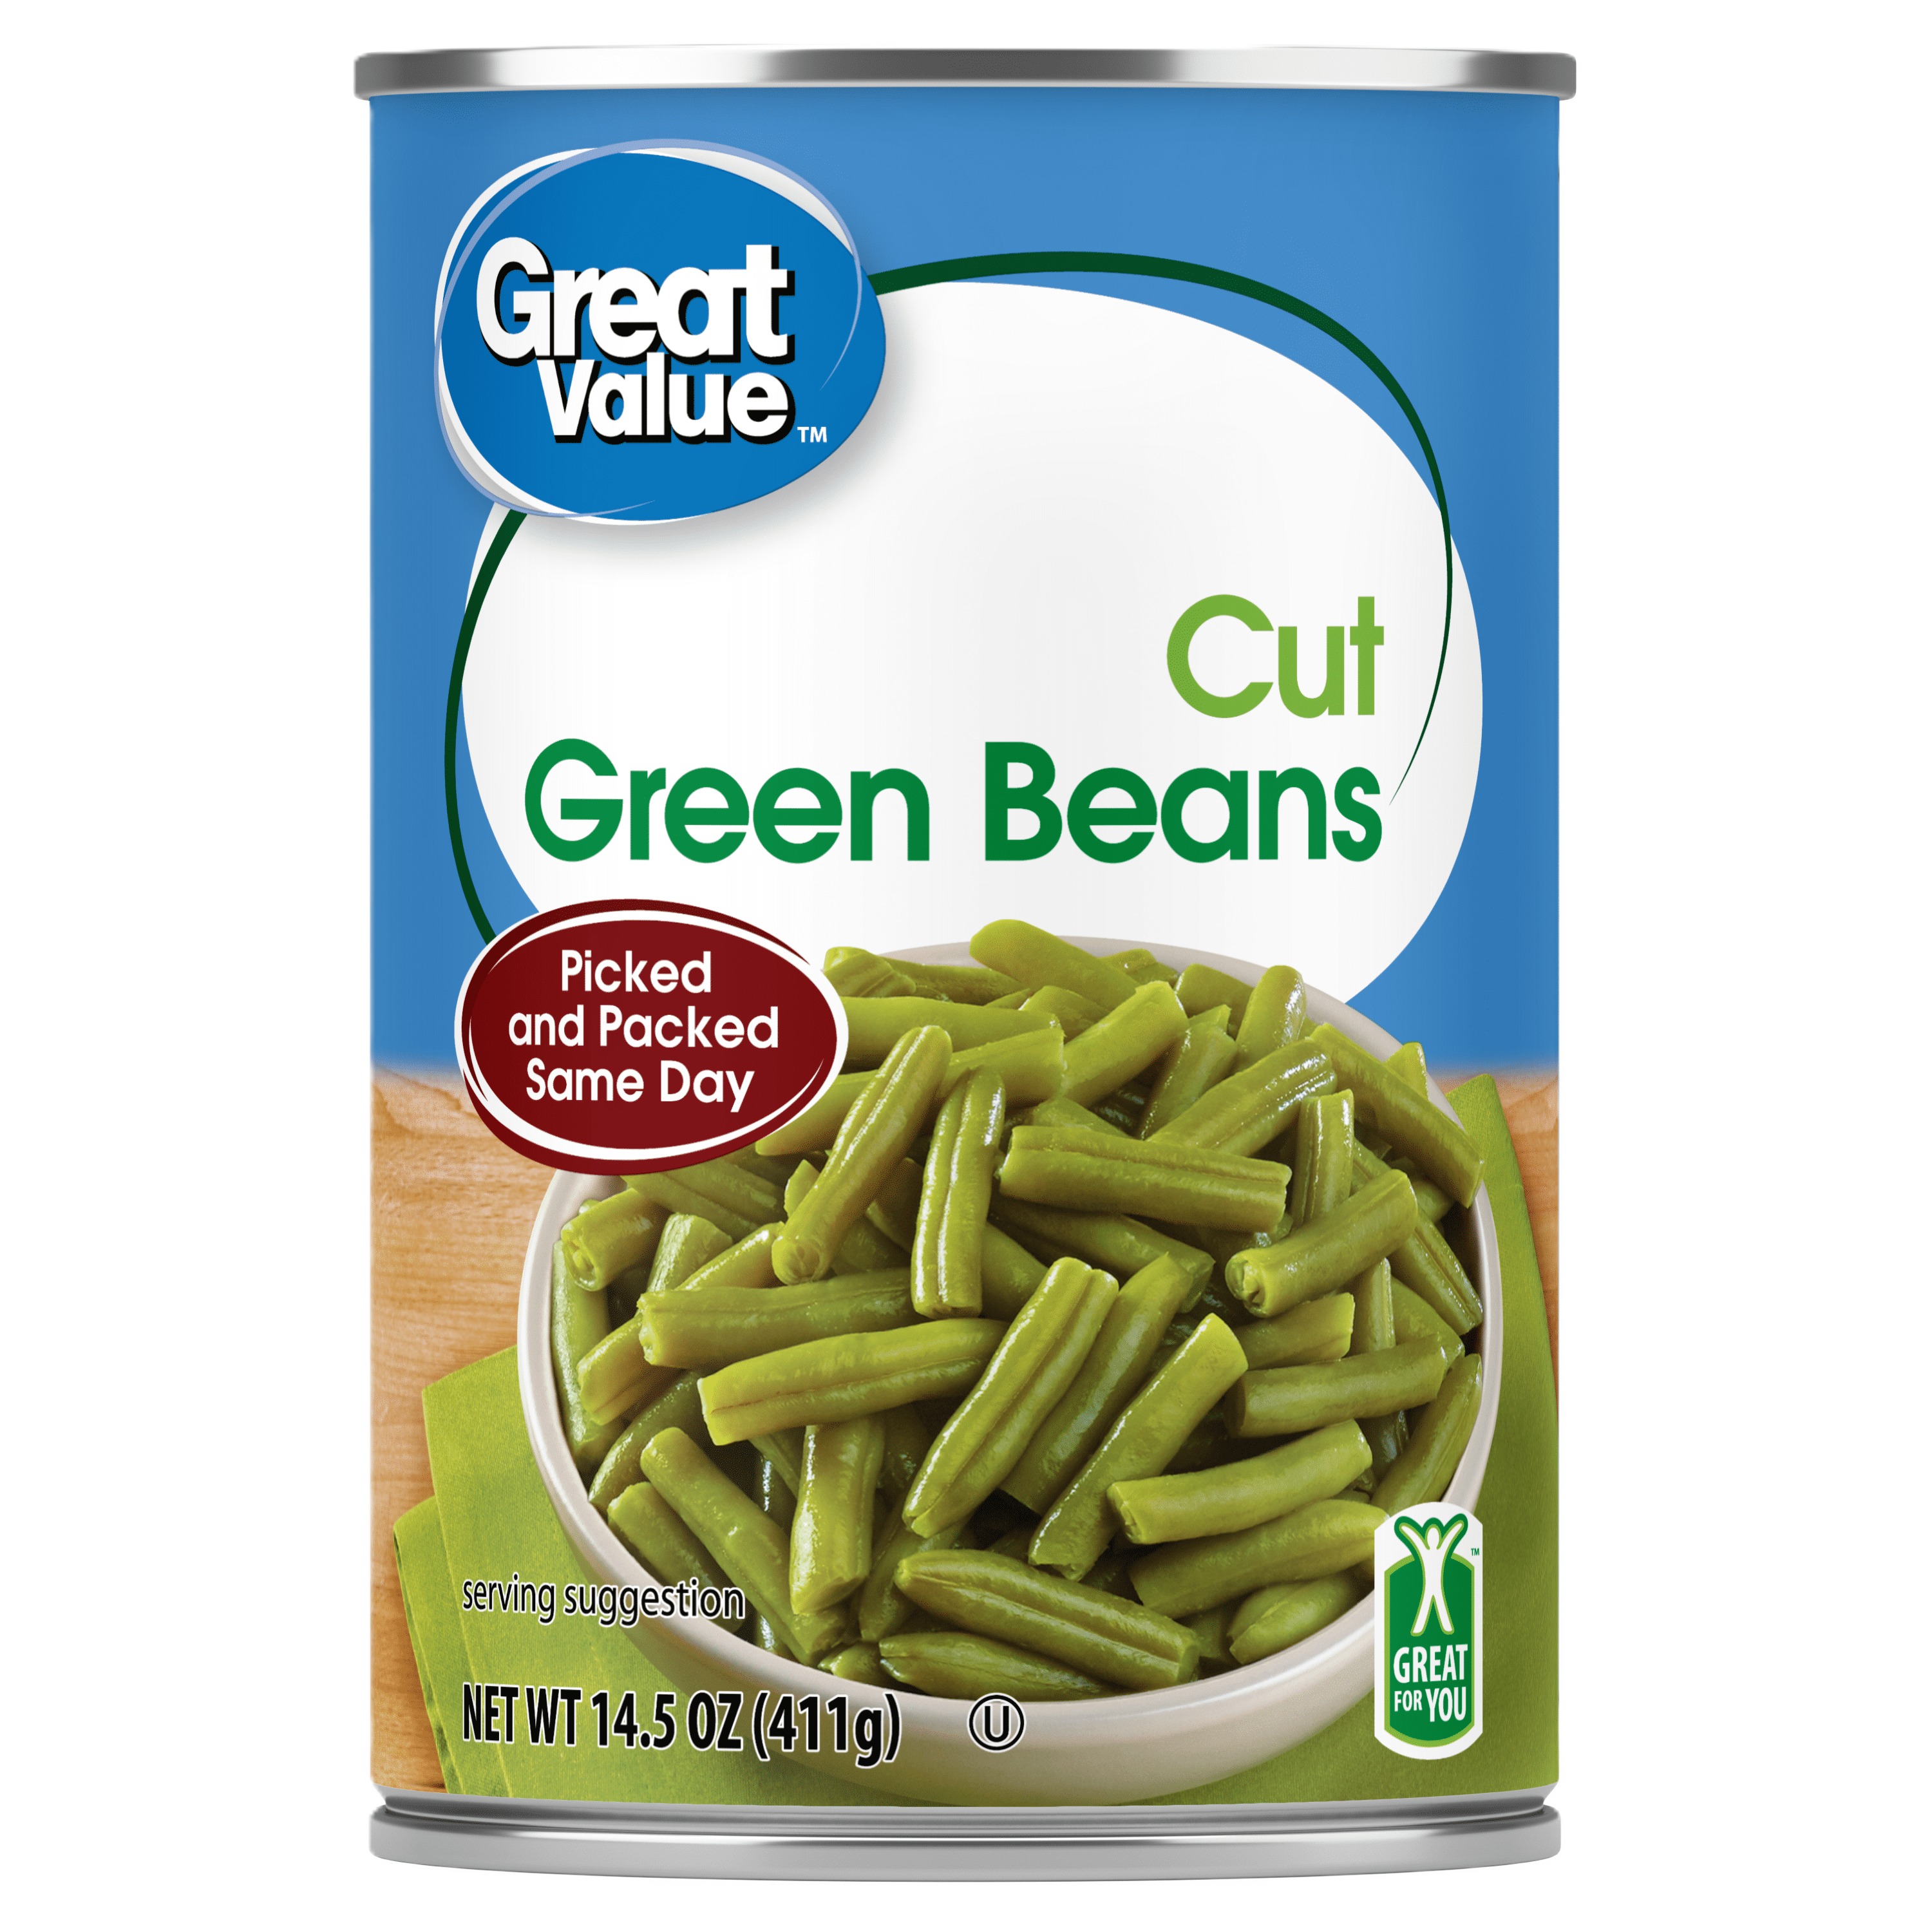 Great
Value™
Cut
Green Beans
Picked
and Packed
Same Day
serving suggestion
NET WT 14.5 OZ (411g)
U
™
GREAT
FOR YOU